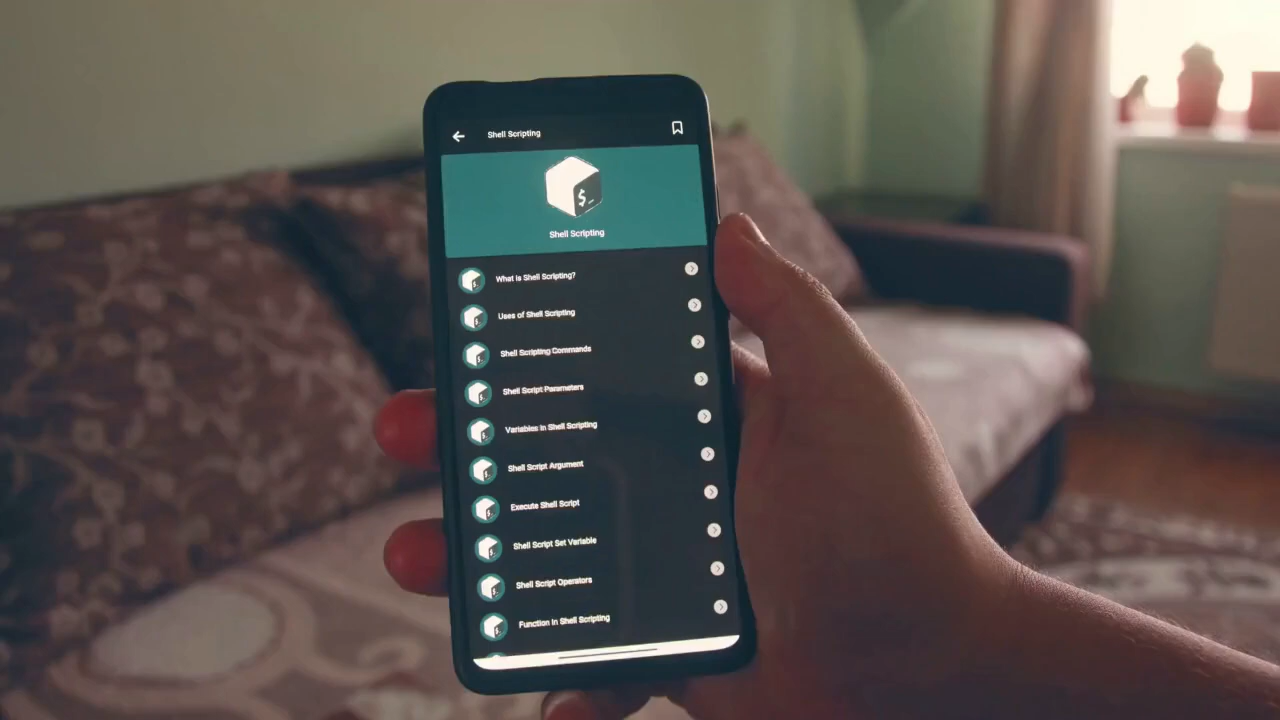 Shell Scripting
$_
Shell Scripting
What is Shell Scripting?
Uses of Shell Scripting
Shell Scripting Commands
Shell Script Parameters
Variables in Shell Scripting
Shell Script Argument
Execute Shell Script
Shell Script Set Variable
Shell Script Operators
Function in Shell Scripting